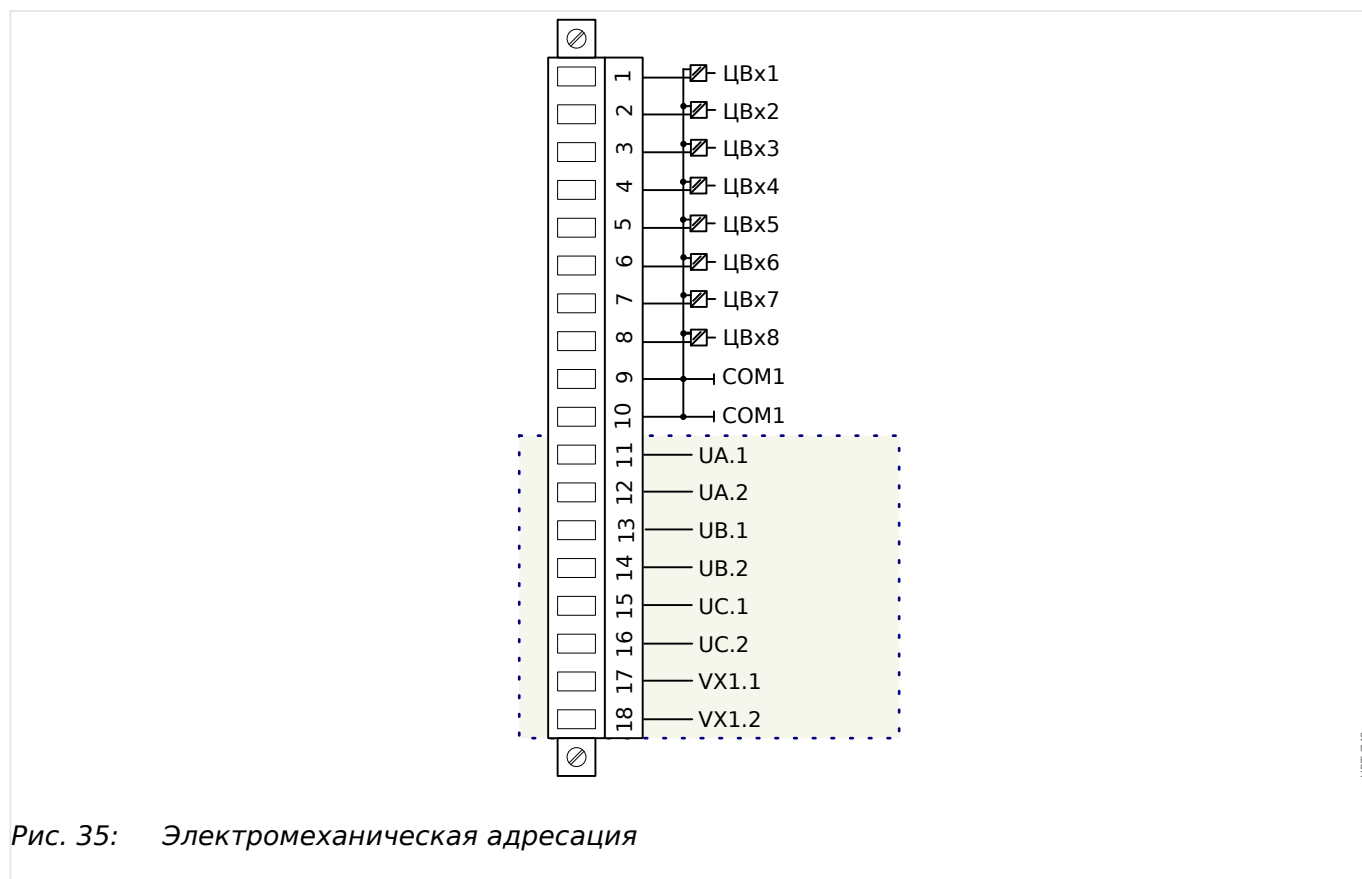 1 ЦВх1
2 ЦВх2
3 ЦВх3
4 ЦВх4
5 ЦВх5
6 ЦВх6
7 ЦВх7
8 ЦВх8
9 COM1
10 COM1
11 UA.1
12 UA.2
13 UB.1
14 UB.2
15 UC.1
16 UC.2
17 VX1.1
18 VX1.2
Рис. 35: Электромеханическая адресация